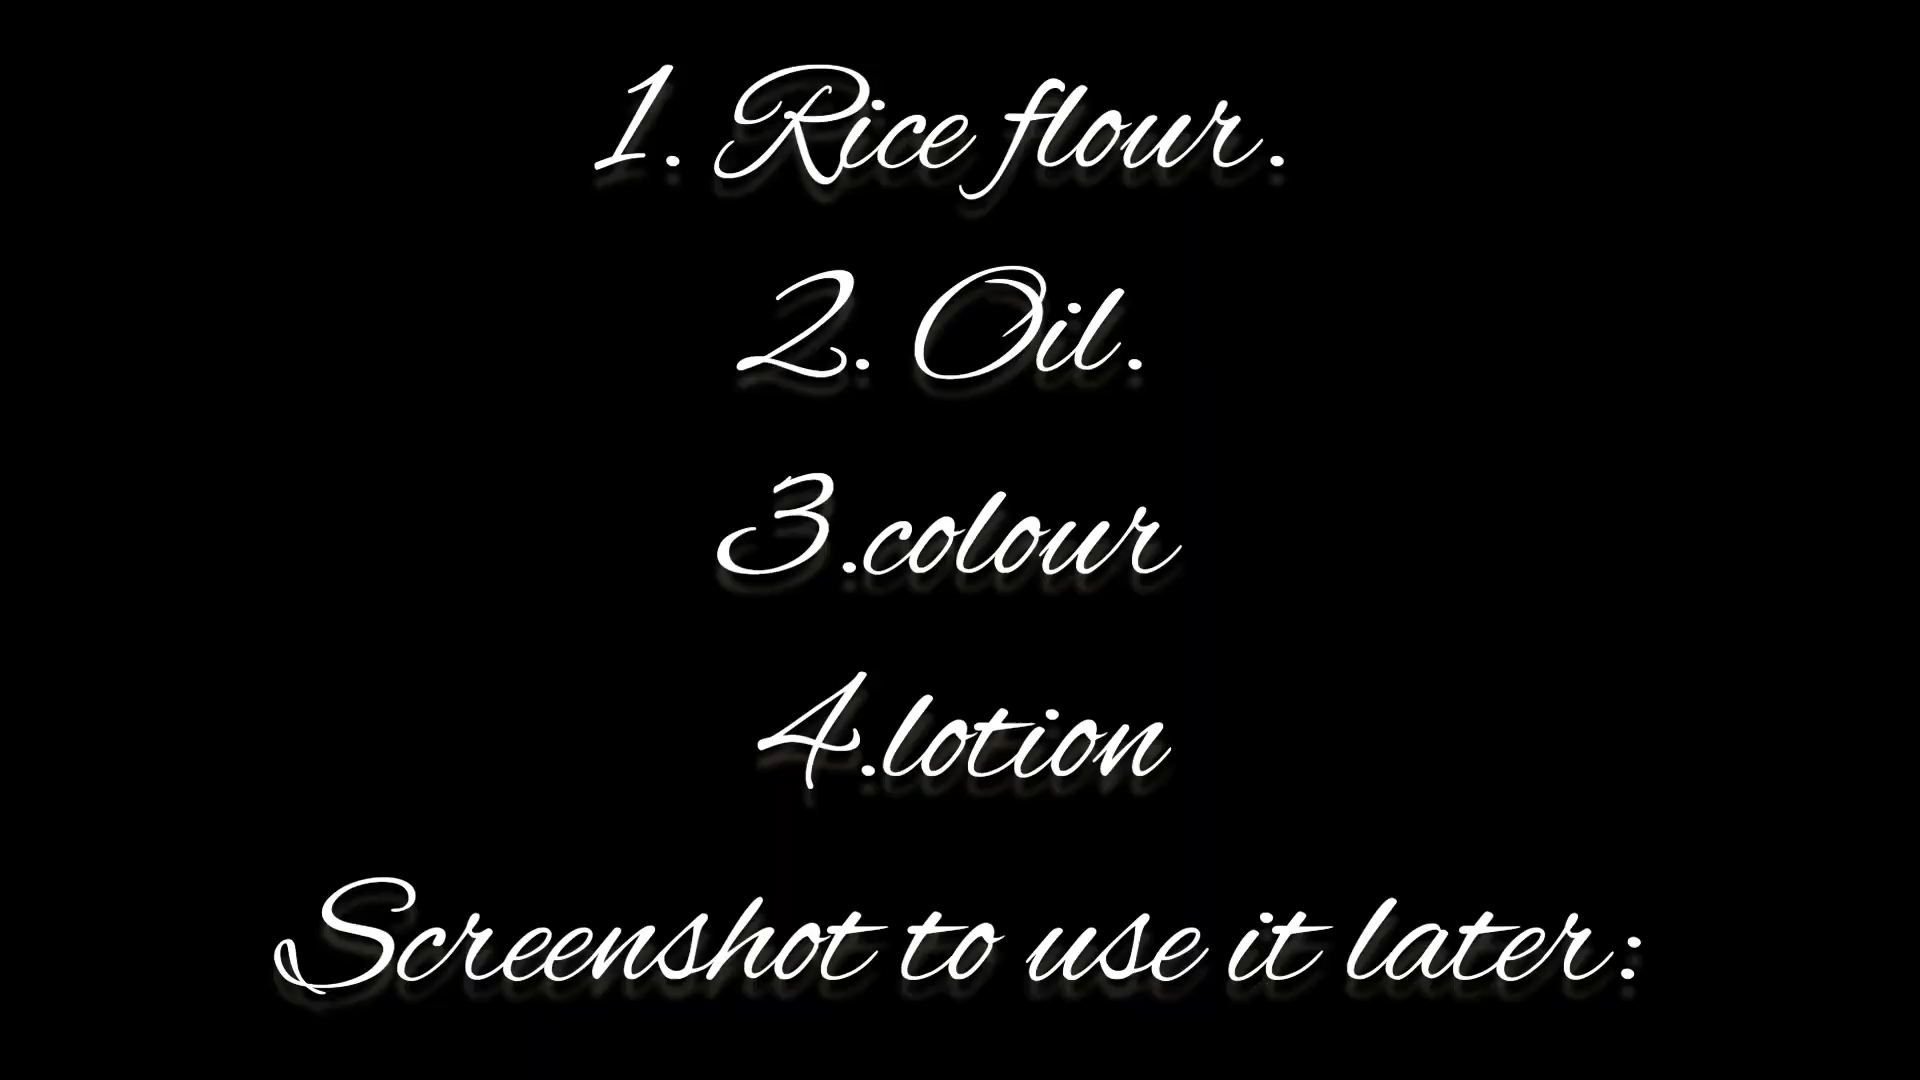 1. Rice flour.
2. Oil.
3.colour
4.lotion
Screenshot to use it later: